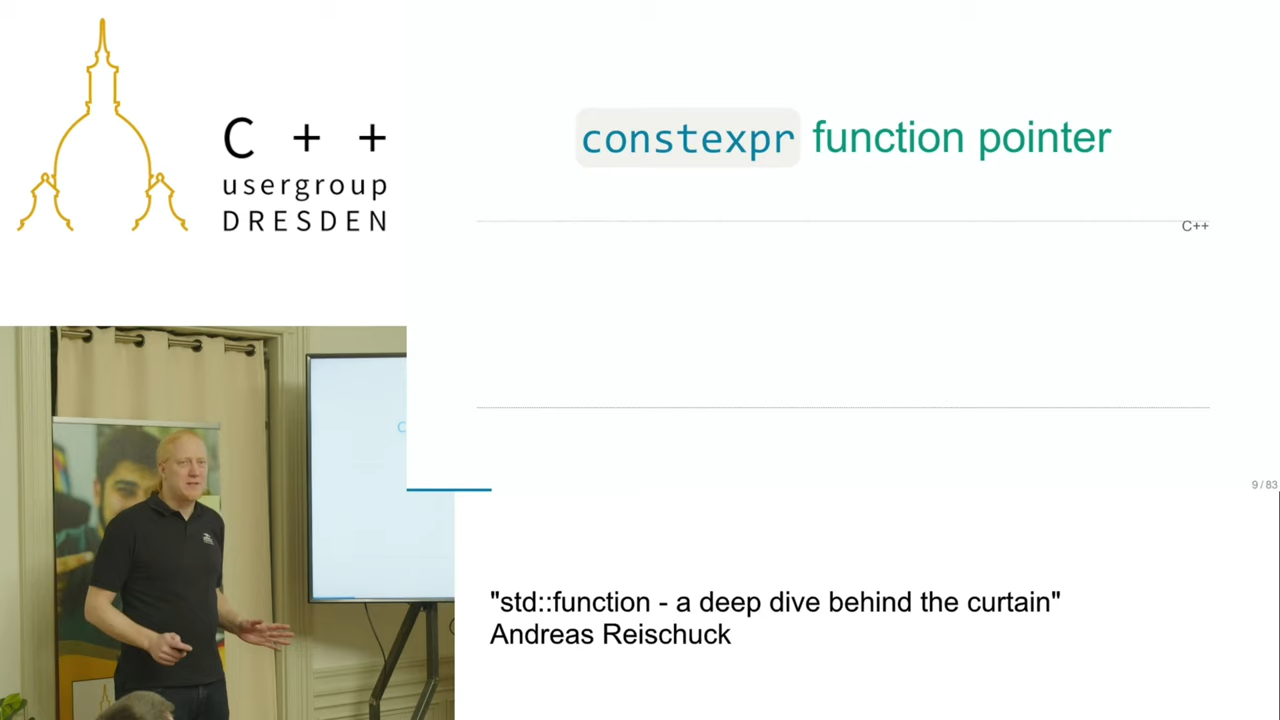 C + +
usergroup
DRESDEN
constexpr function pointer
C++
9 / 83
"std::function - a deep dive behind the curtain"
Andreas Reischuck